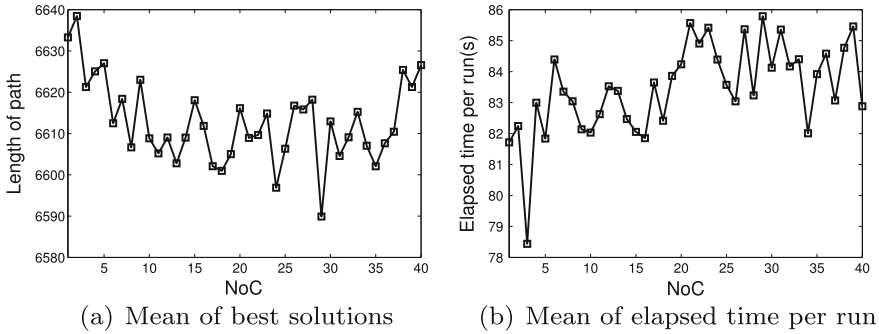 6640
6630
6620
6610
6600
6590
6580
Length of path
5 10 15 20 25 30 35 40
NoC
(a) Mean of best solutions
86
85
84
83
82
81
80
79
78
Elapsed time per run(s)
5 10 15 20 25 30 35 40
NoC
(b) Mean of elapsed time per run